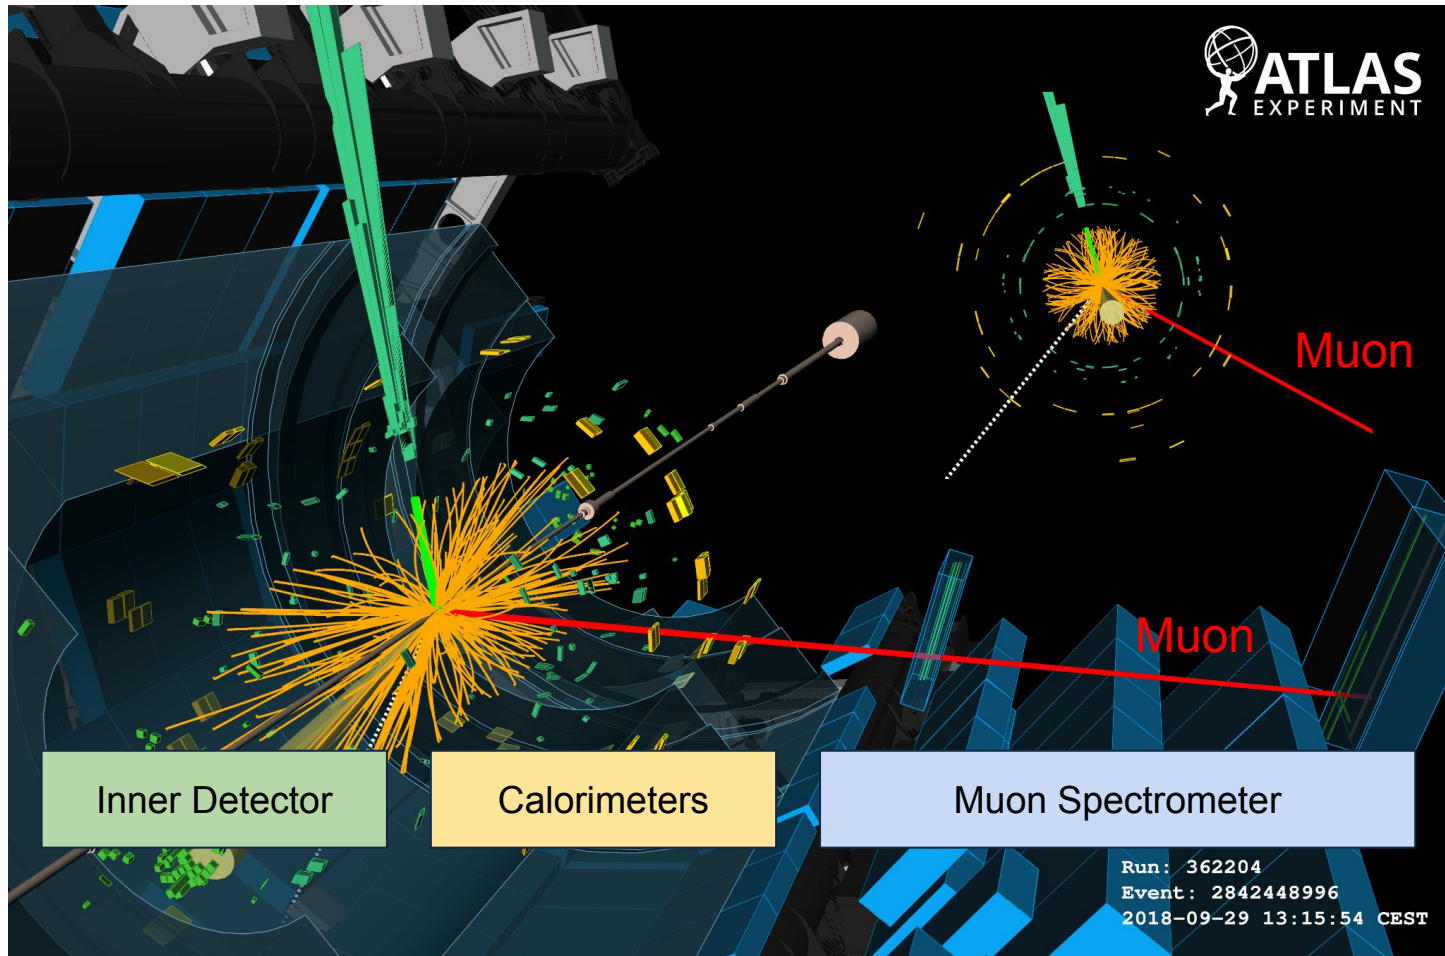 ATLAS
EXPERIMENT
Muon
Muon
Inner Detector
Calorimeters
Muon Spectrometer
Run: 362204
Event: 2842448996
2018-09-29 13:15:54 CEST